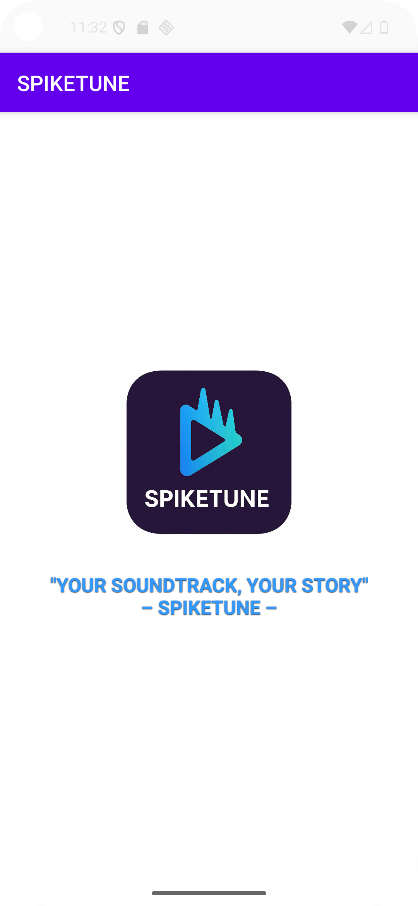 11:32
SPIKETUNE
SPIKETUNE
"YOUR SOUNDTRACK, YOUR STORY"
– SPIKETUNE –